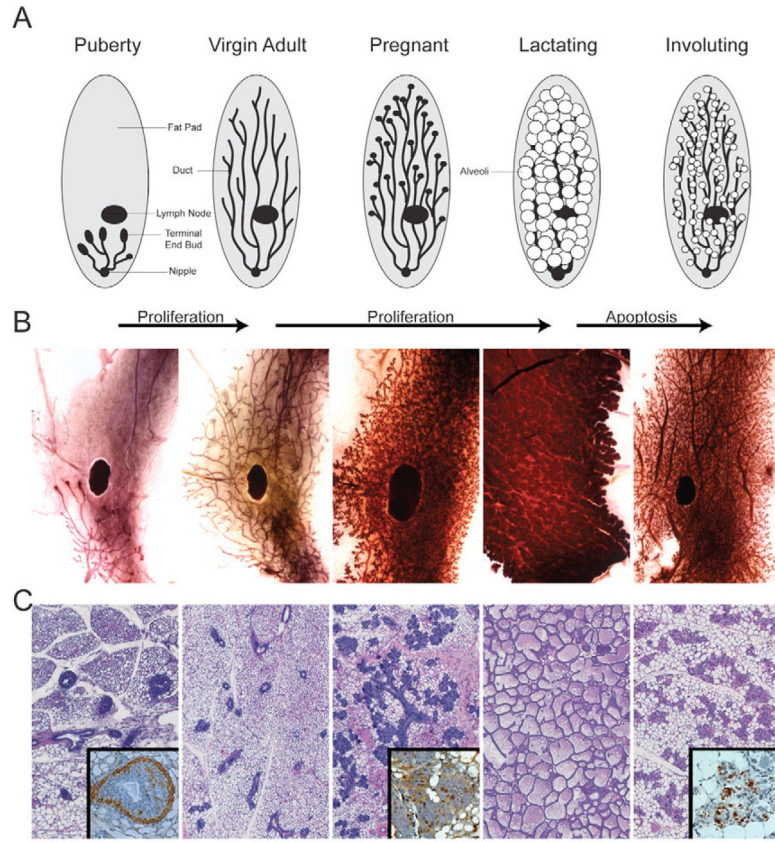 A
Puberty
Virgin Adult
Pregnant
Lactating
Involuting
Fat Pad
Duct
Alveoli
Lymph Node
Terminal
End Bud
Nipple
B
Proliferation
Proliferation
Apoptosis
C